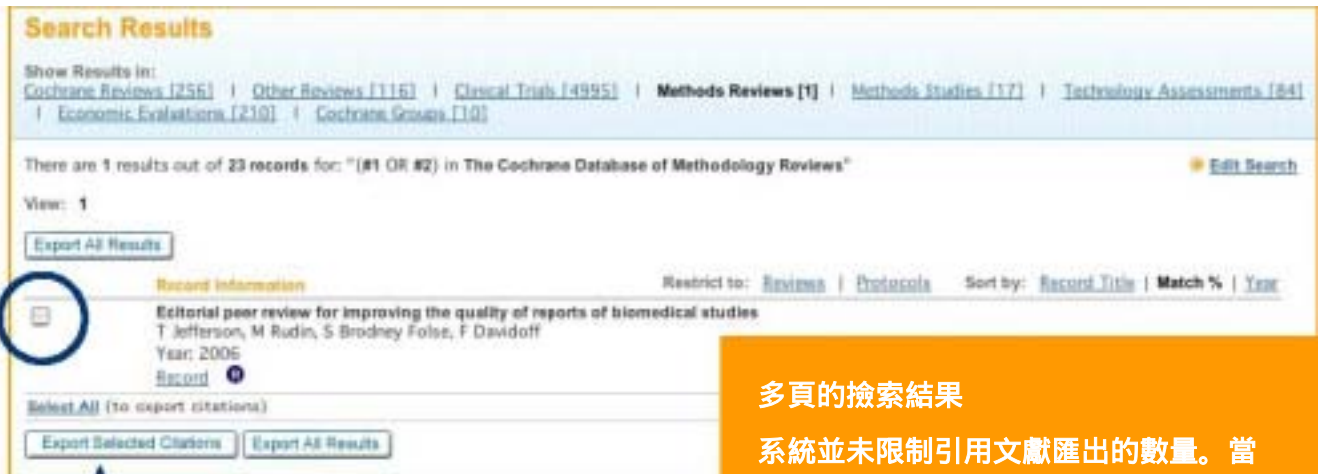 Search Results
Show Results in:
Cochrane Reviews [256] | Other Reviews [116] | Clinical Trials [4995] | Methods Reviews [1] | Methods Studies [17] | Technology Assessments [84]
| Economic Evaluations [210] | Cochrane Groups [10]
There are 1 results out of 23 records for: "(#1 OR #2) in The Cochrane Database of Methodology Reviews"
Edit Search
View: 1
Export All Results
Record Information
Restrict to: Reviews | Protocols Sort by: Record Title | Match % | Year
Editorial peer review for improving the quality of reports of biomedical studies
T Jefferson, M Rudin, S Brodney Folse, F Davidoff
Year: 2006
Record
Select All (to export citations)
Export Selected Citations Export All Results
多頁的撿索結果
系統並未限制引用文獻匯出的數量。當